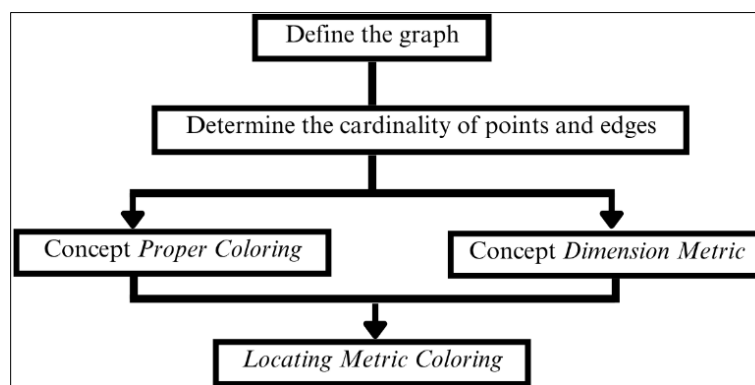 Define the graph
Determine the cardinality of points and edges
Concept Proper Coloring
Concept Dimension Metric
Locating Metric Coloring